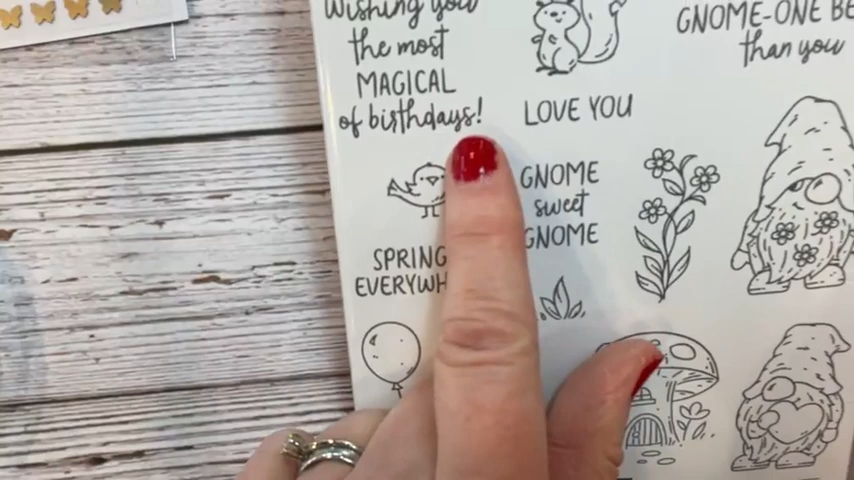 Wishing you
the most
MAGICAL
of birthdays!
GNOME-ONE BE
than you
LOVE YOU
GNOME
sweet
GNOME
SPRING
EVERYWH